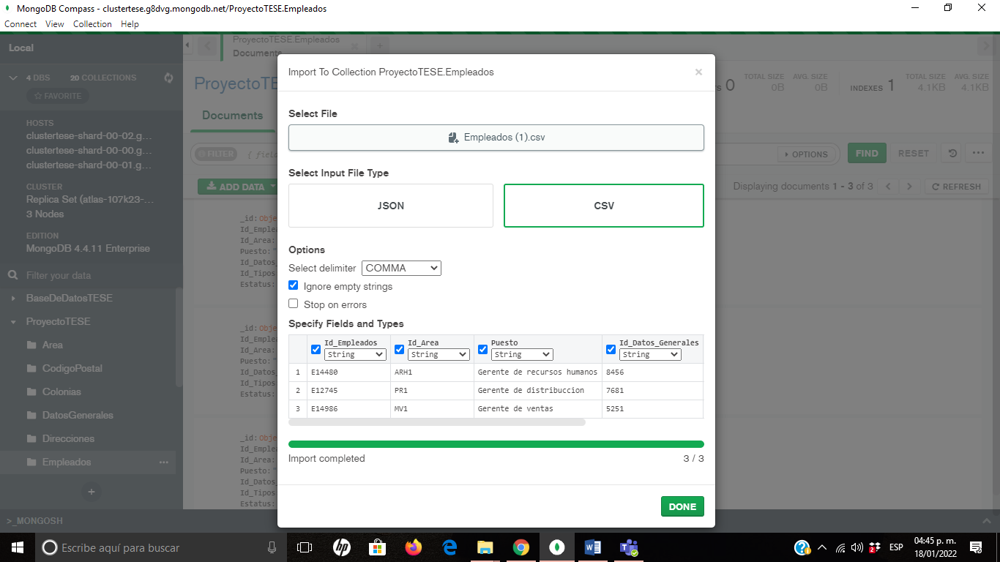 MongoDB Compass - clustertese.g8dvg.mongodb.net/ProyectoTESE.Empleados
Connect View Collection Help
Local
4 DBS 20 COLLECTIONS
FAVORITE
HOSTS
clustertese-shard-00-02.g...
clustertese-shard-00-00.g...
clustertese-shard-00-01.g...
CLUSTER
Replica Set (atlas-107k23-...
3 Nodes
EDITION
MongoDB 4.4.11 Enterprise
Filter your data
BaseDeDatosTESE
ProyectoTESE
Area
CodigoPostal
Colonias
DatosGenerales
Direcciones
Empleados
>_MONGOSH
ProyectoTESE.Empleados
Documents
ProyectoTE
0
TOTAL SIZE AVG. SIZE
0B 0B
INDEXES 1
TOTAL SIZE AVG. SIZE
4.1KB 4.1KB
Documents
FILTER { fiel
OPTIONS
FIND
RESET
ADD DATA
Displaying documents 1 - 3 of 3
REFRESH
_id: Obje
Id_Emplea
Id_Area:
Puesto: "
Id_Datos_
Id_Tipos
Estatus:
_id: Obje
Id_Emplea
Id_Area:
Puesto: "
Id_Datos_
Id_Tipos
Estatus:
_id: Obje
Id_Emplea
Id_Area:
Puesto: "
Id_Datos_
Id_Tipos
Estatus:
Import To Collection ProyectoTESE.Empleados
Select File
Empleados (1).csv
Select Input File Type
JSON CSV
Options
Select delimiter COMMA
Ignore empty strings
Stop on errors
Specify Fields and Types
Id_Empleados Id_Area Puesto Id_Datos_Generales
String String String String
1 E14480 ARH1 Gerente de recursos humanos 8456
2 E12745 PR1 Gerente de distribuccion 7681
3 E14986 MV1 Gerente de ventas 5251
Import completed 3 / 3
DONE
Escribe aquí para buscar
ESP
04:45 p. m.
18/01/2022